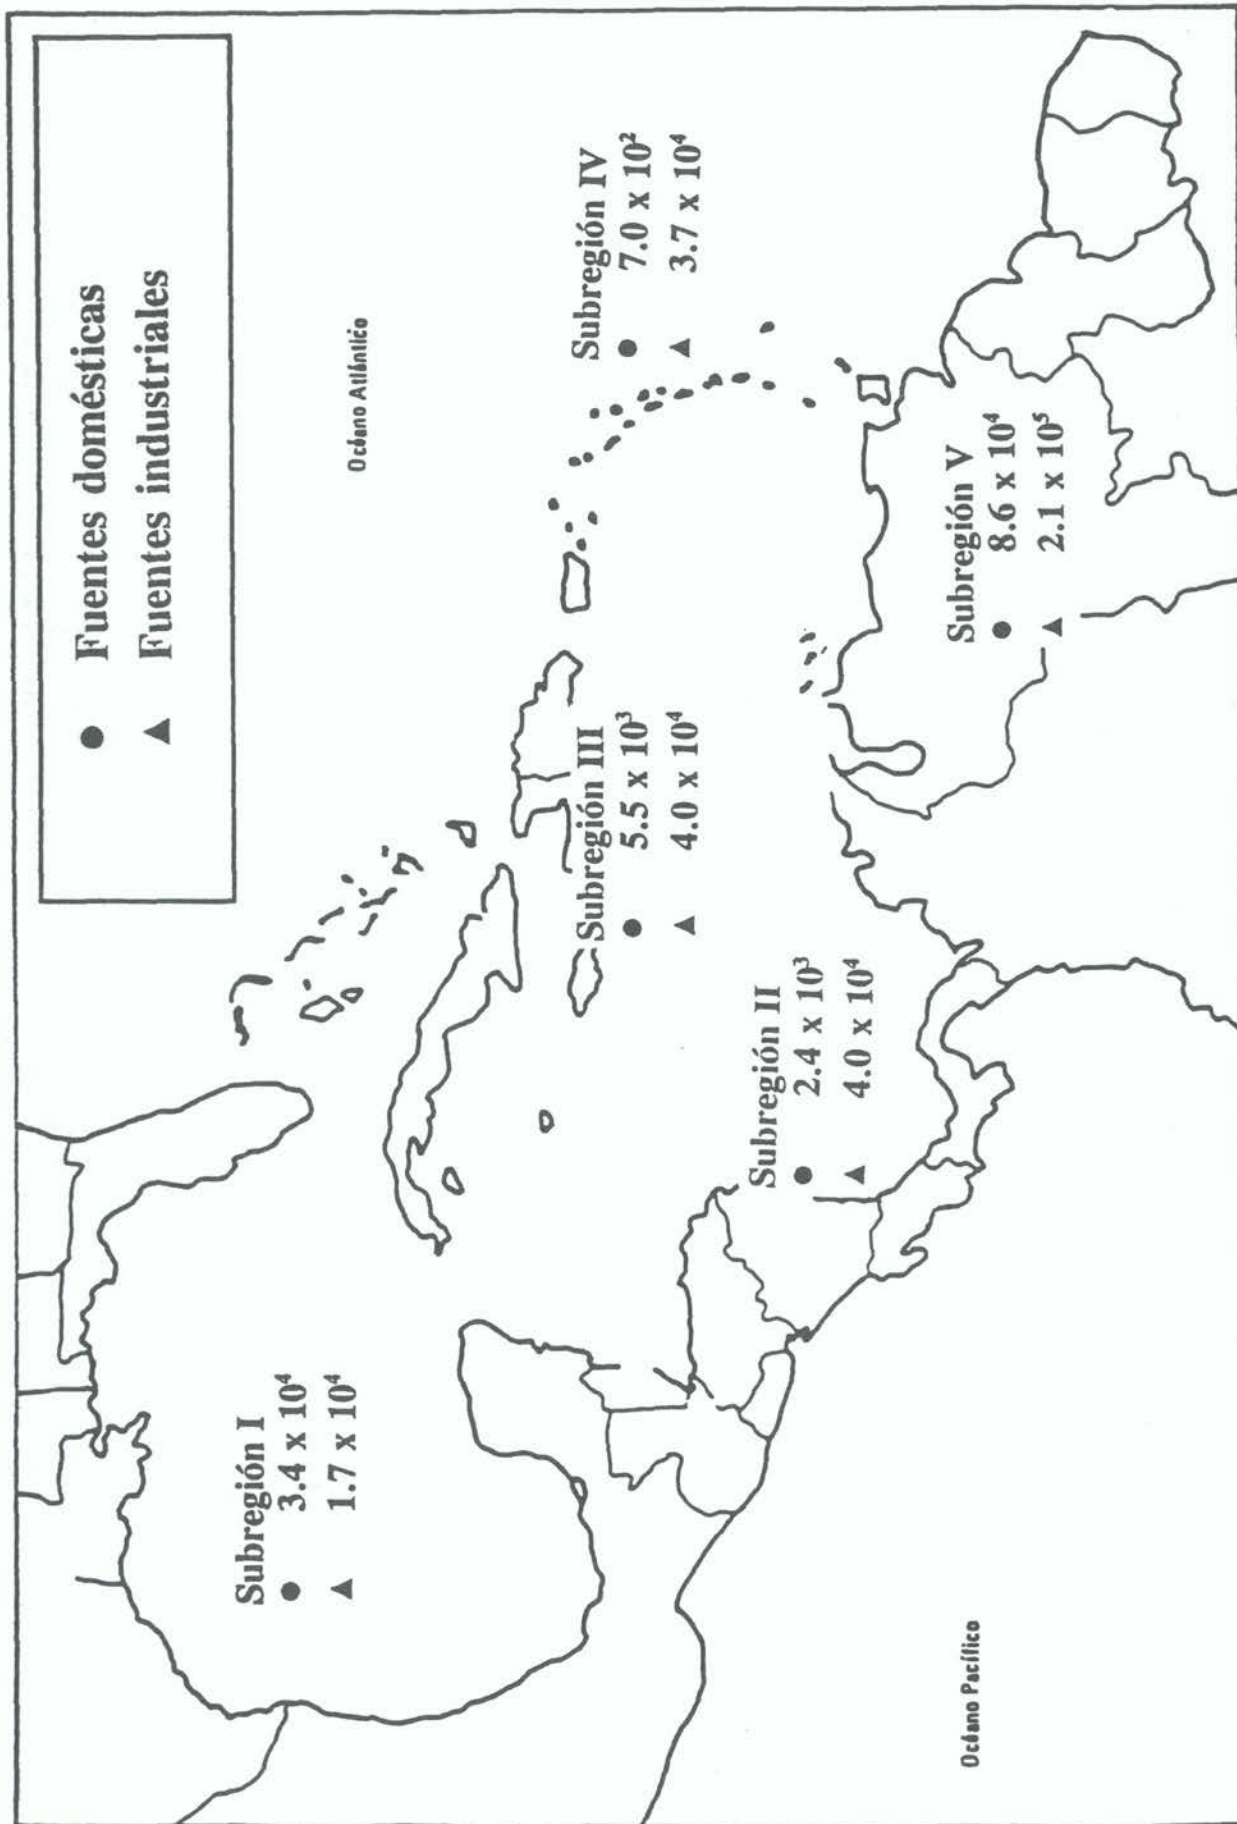 ● Fuentes domésticas
▲ Fuentes industriales
Océano Atlántico
Subregión I
● 3.4 x 10⁴
▲ 1.7 x 10⁴
Subregión III
● 5.5 x 10³
▲ 4.0 x 10⁴
Subregión IV
● 7.0 x 10²
▲ 3.7 x 10⁴
Subregión II
● 2.4 x 10³
▲ 4.0 x 10⁴
Subregión V
● 8.6 x 10⁴
▲ 2.1 x 10⁵
Océano Pacífico